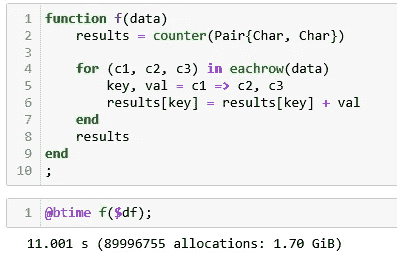 1 function f(data)
2 results = counter(Pair{Char, Char})
3
4 for (c1, c2, c3) in eachrow(data)
5 key, val = c1 => c2, c3
6 results[key] = results[key] + val
7 end
8 results
9 end
10 ;
1 @btime f($df);
11.001 s (89996755 allocations: 1.70 GiB)